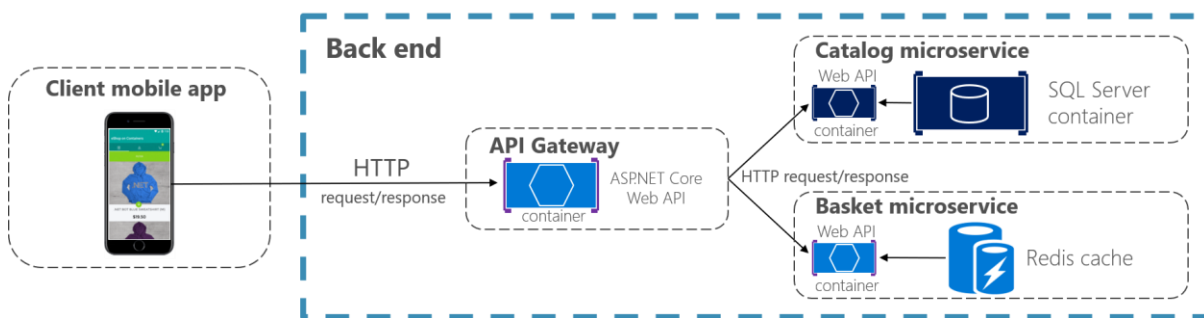 Back end
Client mobile app
.NET
HTTP
request/response
API Gateway
ASP.NET Core
Web API
container
HTTP request/response
Catalog microservice
Web API
container
SQL Server
container
Basket microservice
Web API
container
Redis cache